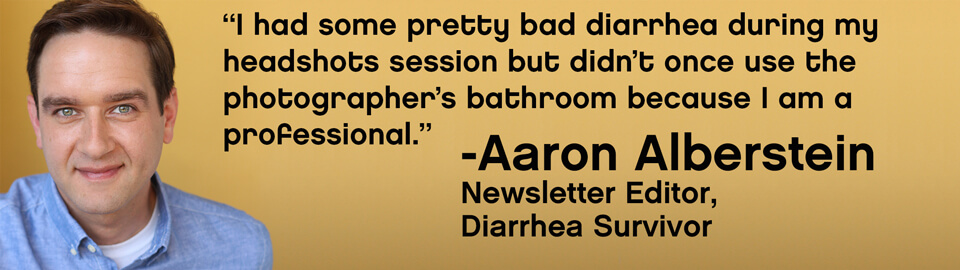 “I had some pretty bad diarrhea during my
headshots session but didn’t once use the
photographer’s bathroom because I am a
professional.”
-Aaron Alberstein
Newsletter Editor,
Diarrhea Survivor